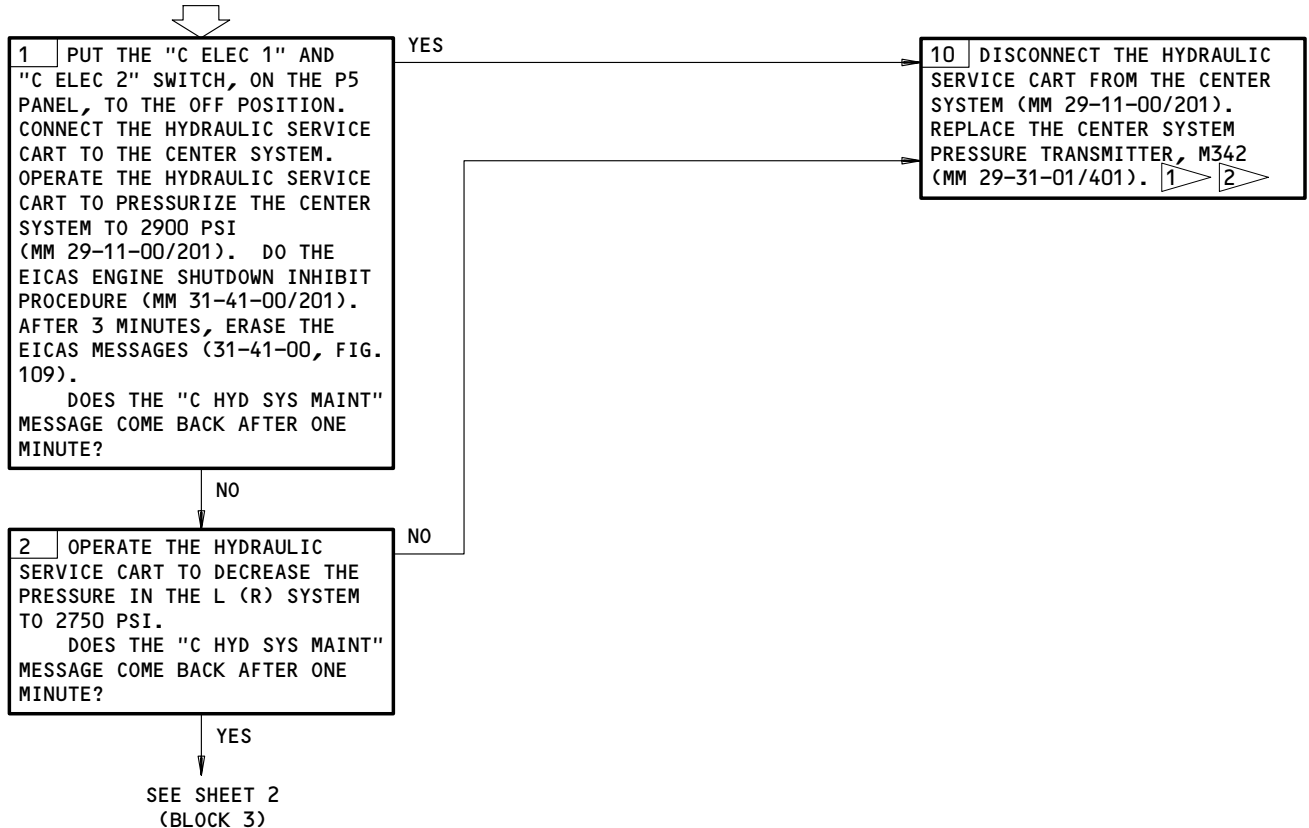 1 PUT THE "C ELEC 1" AND
"C ELEC 2" SWITCH, ON THE P5
PANEL, TO THE OFF POSITION.
CONNECT THE HYDRAULIC SERVICE
CART TO THE CENTER SYSTEM.
OPERATE THE HYDRAULIC SERVICE
CART TO PRESSURIZE THE CENTER
SYSTEM TO 2900 PSI
(MM 29-11-00/201). DO THE
EICAS ENGINE SHUTDOWN INHIBIT
PROCEDURE (MM 31-41-00/201).
AFTER 3 MINUTES, ERASE THE
EICAS MESSAGES (31-41-00, FIG.
109).
DOES THE "C HYD SYS MAINT"
MESSAGE COME BACK AFTER ONE
MINUTE?
YES
10 DISCONNECT THE HYDRAULIC
SERVICE CART FROM THE CENTER
SYSTEM (MM 29-11-00/201).
REPLACE THE CENTER SYSTEM
PRESSURE TRANSMITTER, M342
(MM 29-31-01/401). 1 2
NO
2 OPERATE THE HYDRAULIC
SERVICE CART TO DECREASE THE
PRESSURE IN THE L (R) SYSTEM
TO 2750 PSI.
DOES THE "C HYD SYS MAINT"
MESSAGE COME BACK AFTER ONE
MINUTE?
NO
YES
SEE SHEET 2
(BLOCK 3)